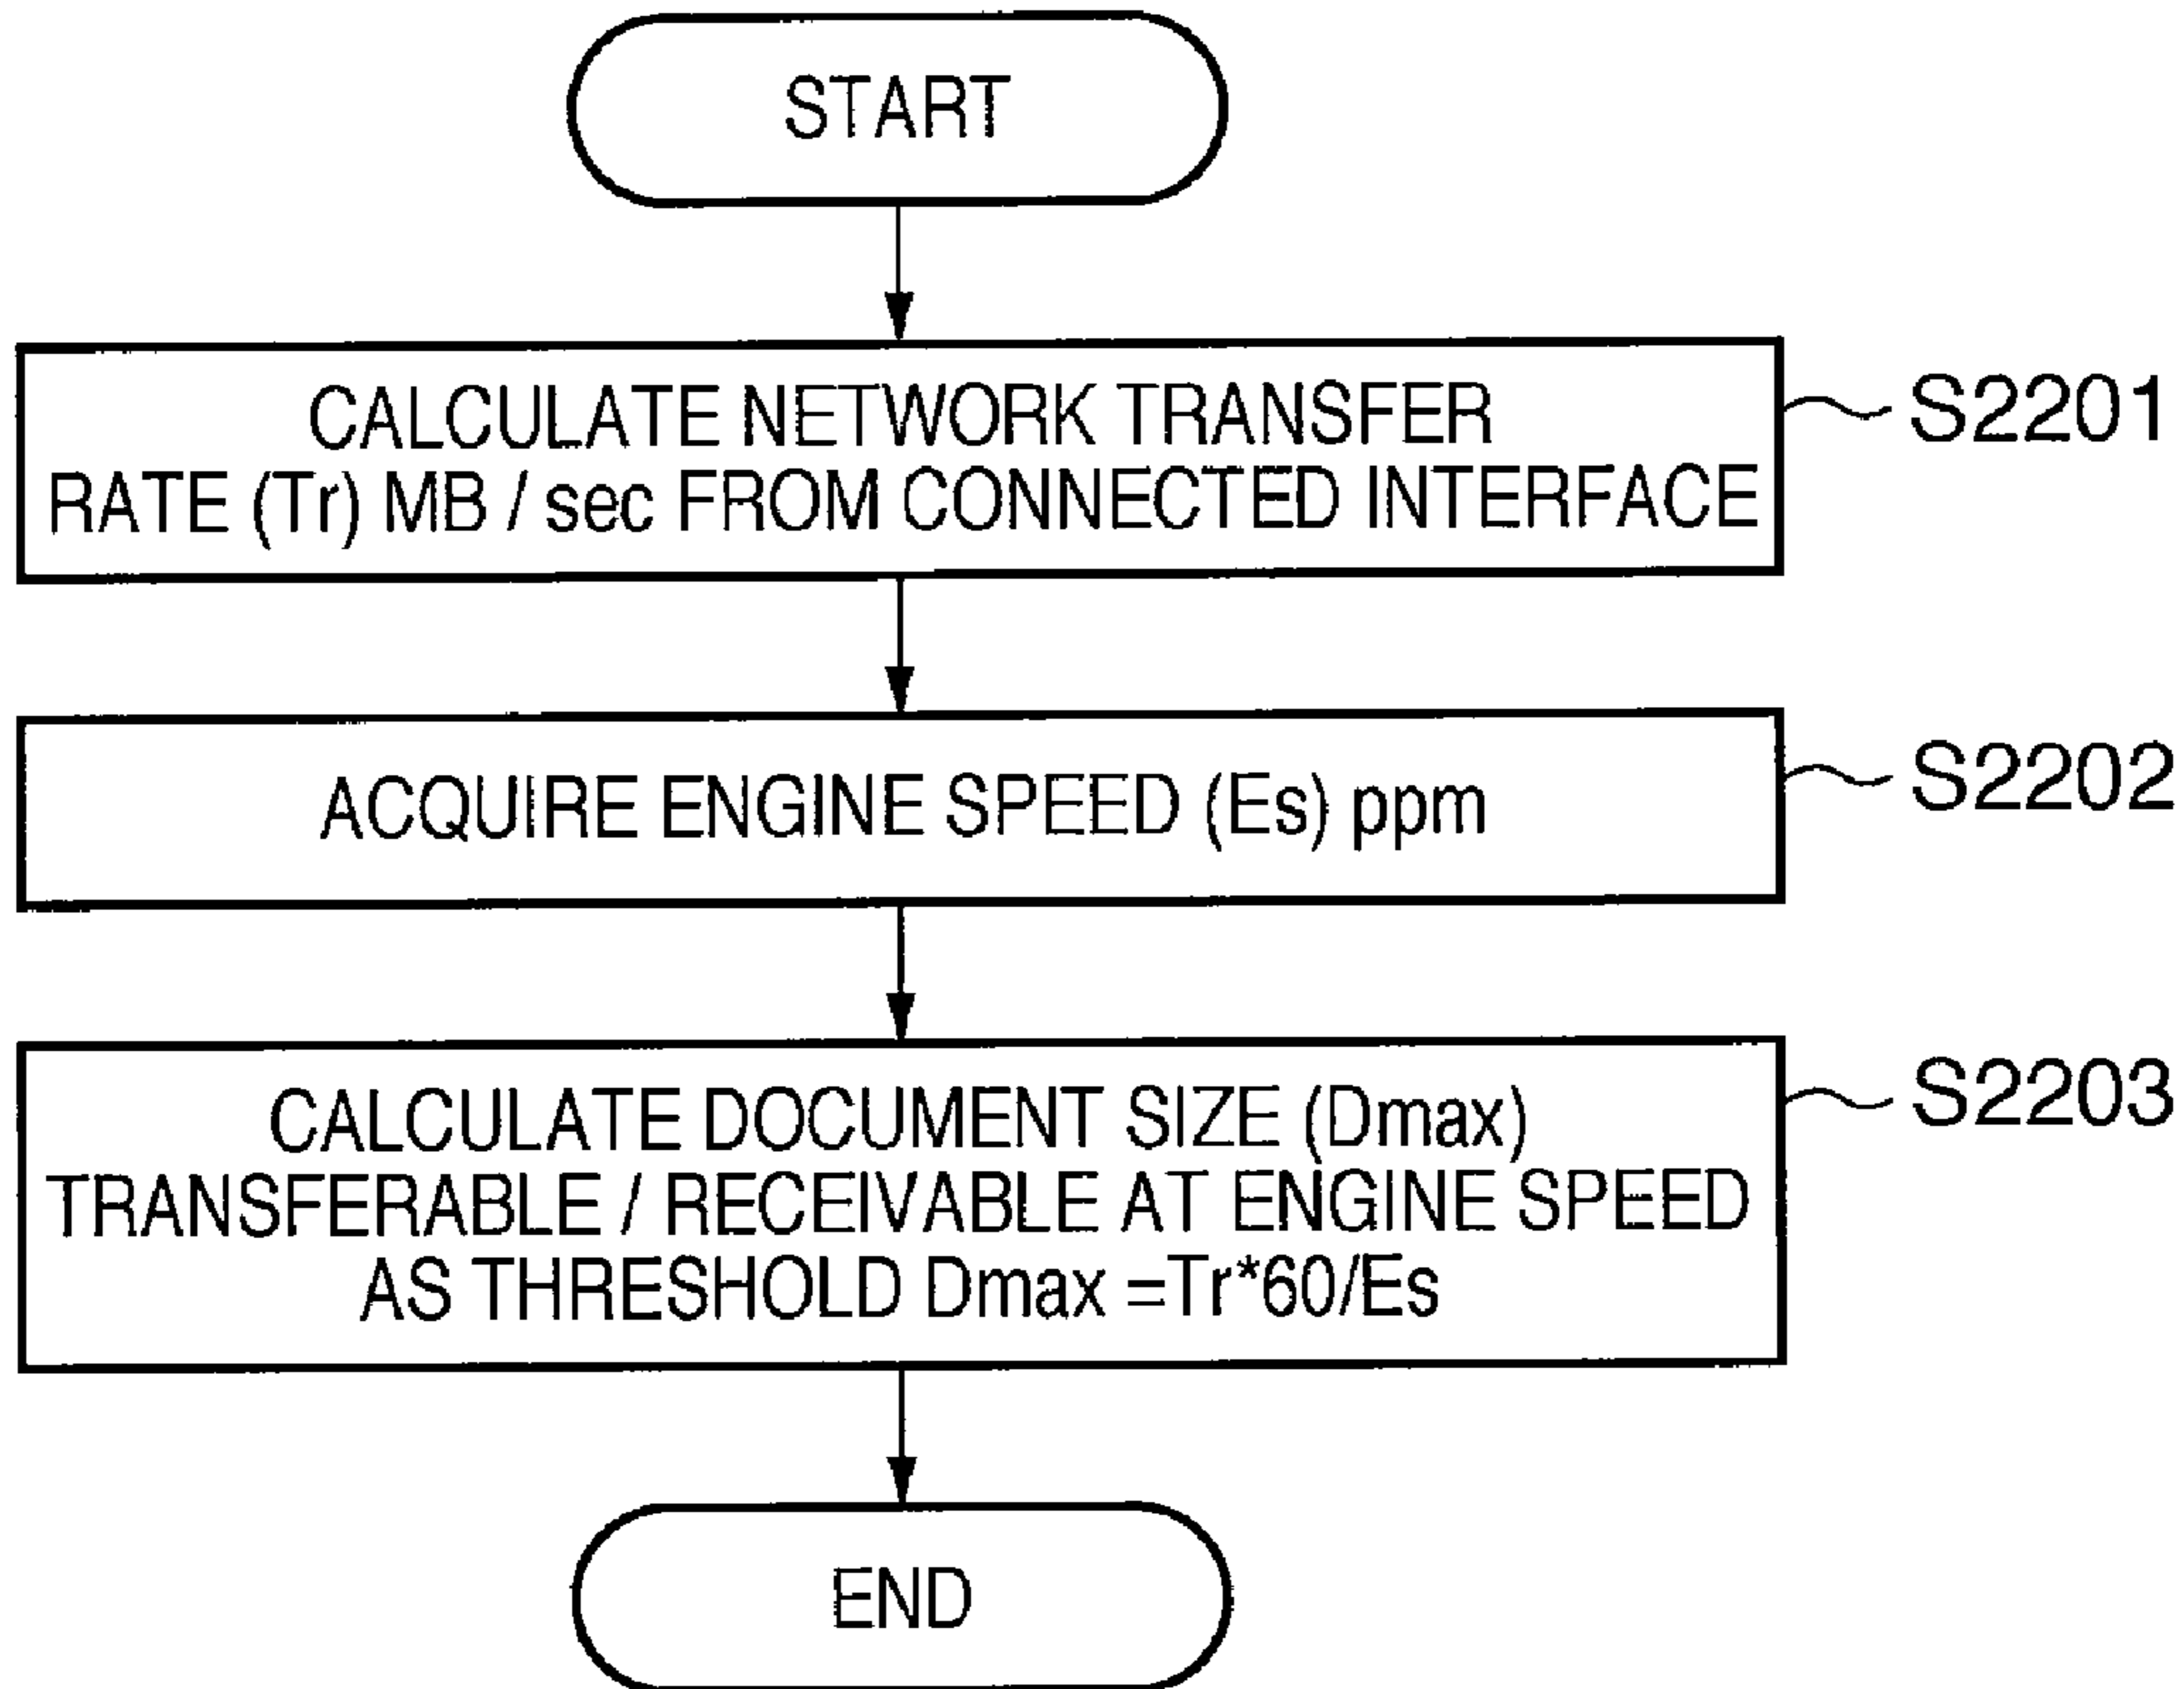 START
CALCULATE NETWORK TRANSFER
RATE (Tr) MB / sec FROM CONNECTED INTERFACE
S2201
ACQUIRE ENGINE SPEED (Es) ppm
S2202
CALCULATE DOCUMENT SIZE (Dmax)
TRANSFERABLE / RECEIVABLE AT ENGINE SPEED
AS THRESHOLD Dmax =Tr*60/Es
S2203
END